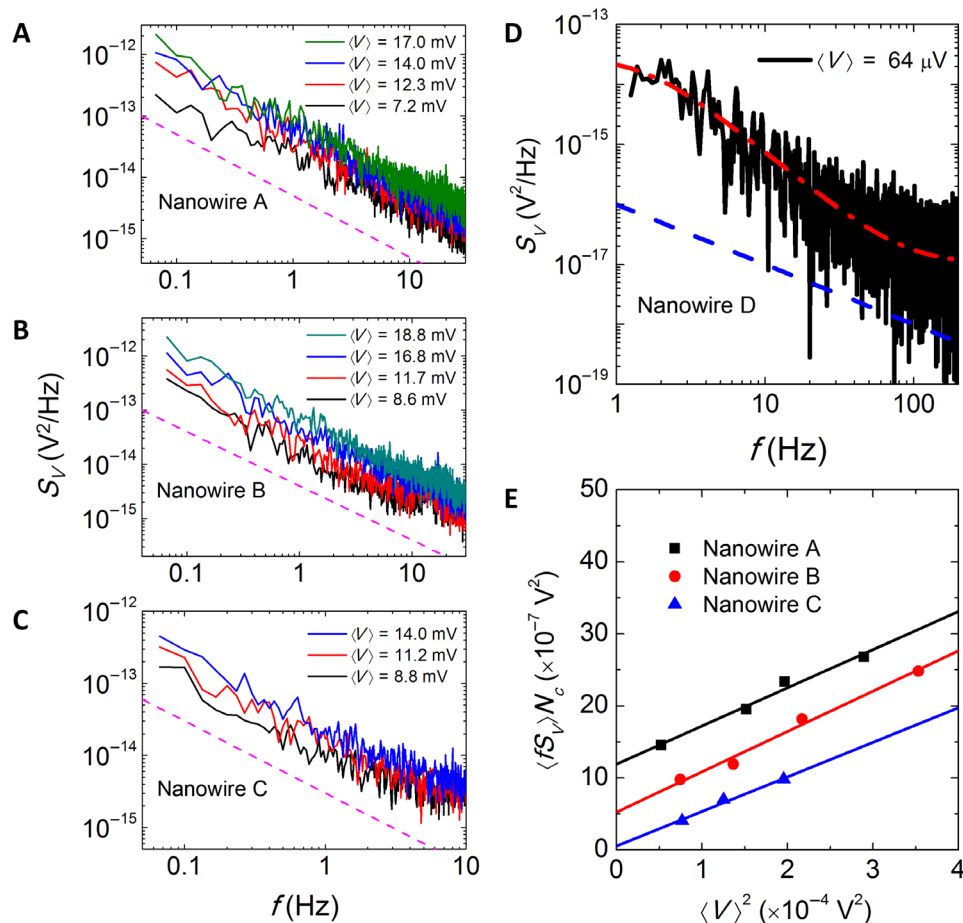 A
10⁻¹²
10⁻¹³
10⁻¹⁴
10⁻¹⁵
⟨V⟩ = 17.0 mV
⟨V⟩ = 14.0 mV
⟨V⟩ = 12.3 mV
⟨V⟩ = 7.2 mV
Nanowire A
0.1
1
10
B
10⁻¹²
10⁻¹³
10⁻¹⁴
10⁻¹⁵
⟨V⟩ = 18.8 mV
⟨V⟩ = 16.8 mV
⟨V⟩ = 11.7 mV
⟨V⟩ = 8.6 mV
Nanowire B
S_V (V²/Hz)
0.1
1
10
C
10⁻¹²
10⁻¹³
10⁻¹⁴
10⁻¹⁵
⟨V⟩ = 14.0 mV
⟨V⟩ = 11.2 mV
⟨V⟩ = 8.8 mV
Nanowire C
0.1
1
10
f (Hz)
D
10⁻¹³
10⁻¹⁵
10⁻¹⁷
10⁻¹⁹
S_V (V²/Hz)
⟨V⟩ = 64 μV
Nanowire D
1
10
100
f (Hz)
E
50
40
30
20
10
0
⟨fS_V⟩N_c (×10⁻⁷ V²)
Nanowire A
Nanowire B
Nanowire C
0
1
2
3
4
⟨V⟩² (×10⁻⁴ V²)